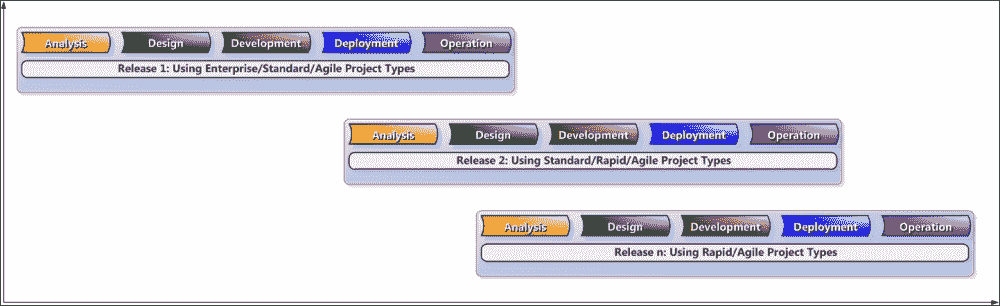 Analysis Design Development Deployment Operation
Release 1: Using Enterprise/Standard/Agile Project Types
Analysis Design Development Deployment Operation
Release 2: Using Standard/Rapid/Agile Project Types
Analysis Design Development Deployment Operation
Release n: Using Rapid/Agile Project Types